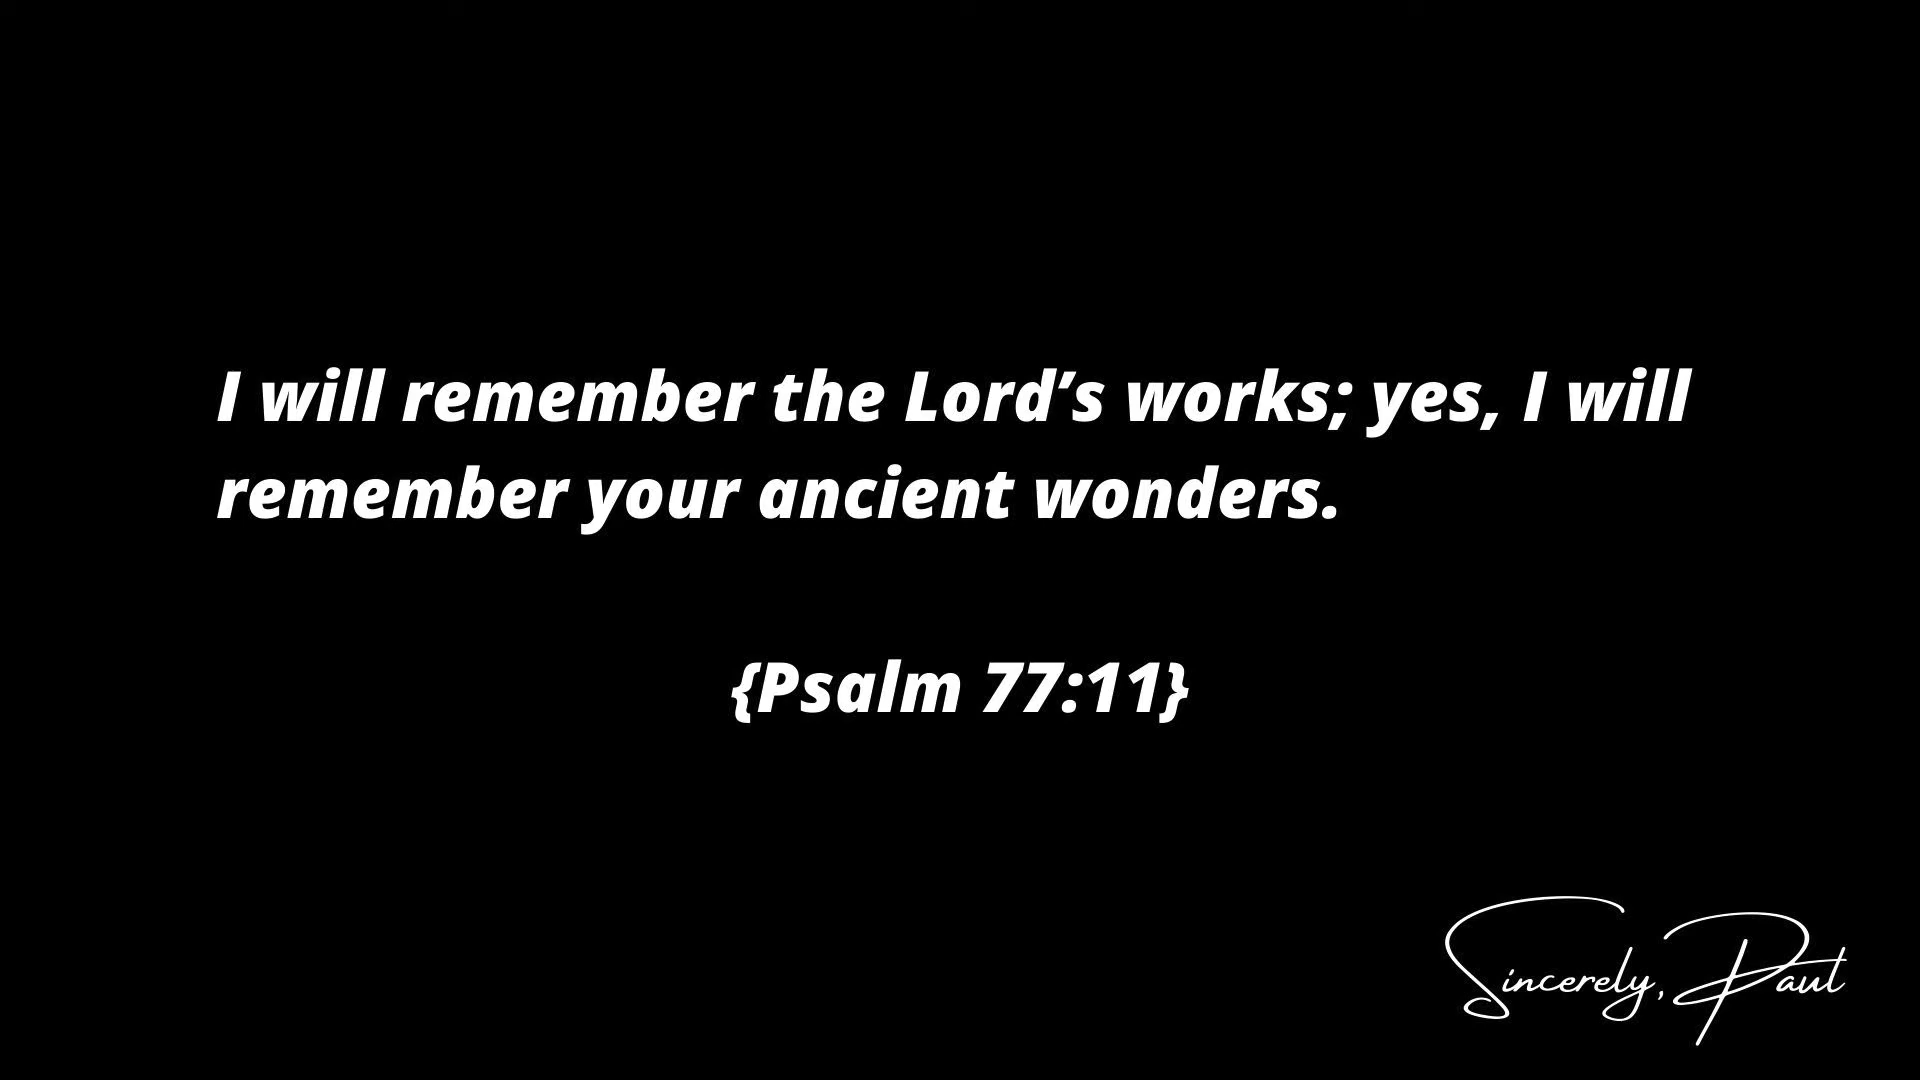 I will remember the Lord’s works; yes, I will
remember your ancient wonders.
{Psalm 77:11}
Sincerely, Paul